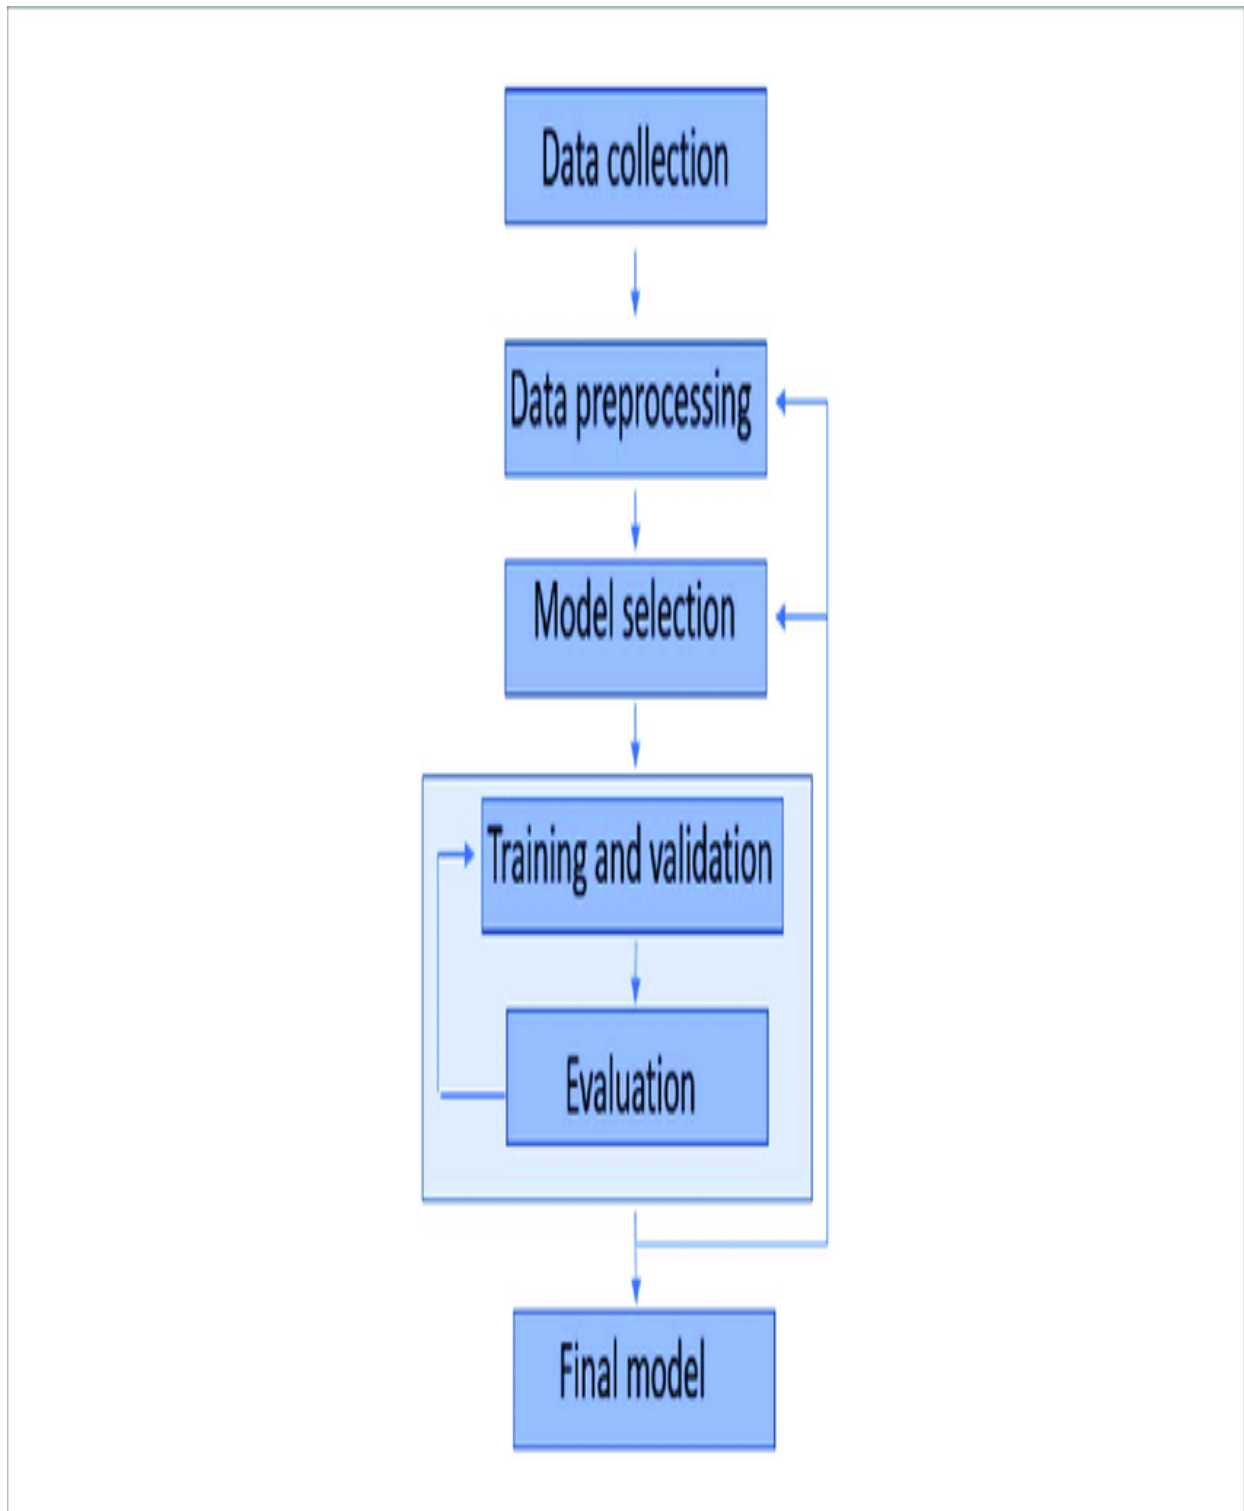 Data collection
Data preprocessing
Model selection
Training and validation
Evaluation
Final model